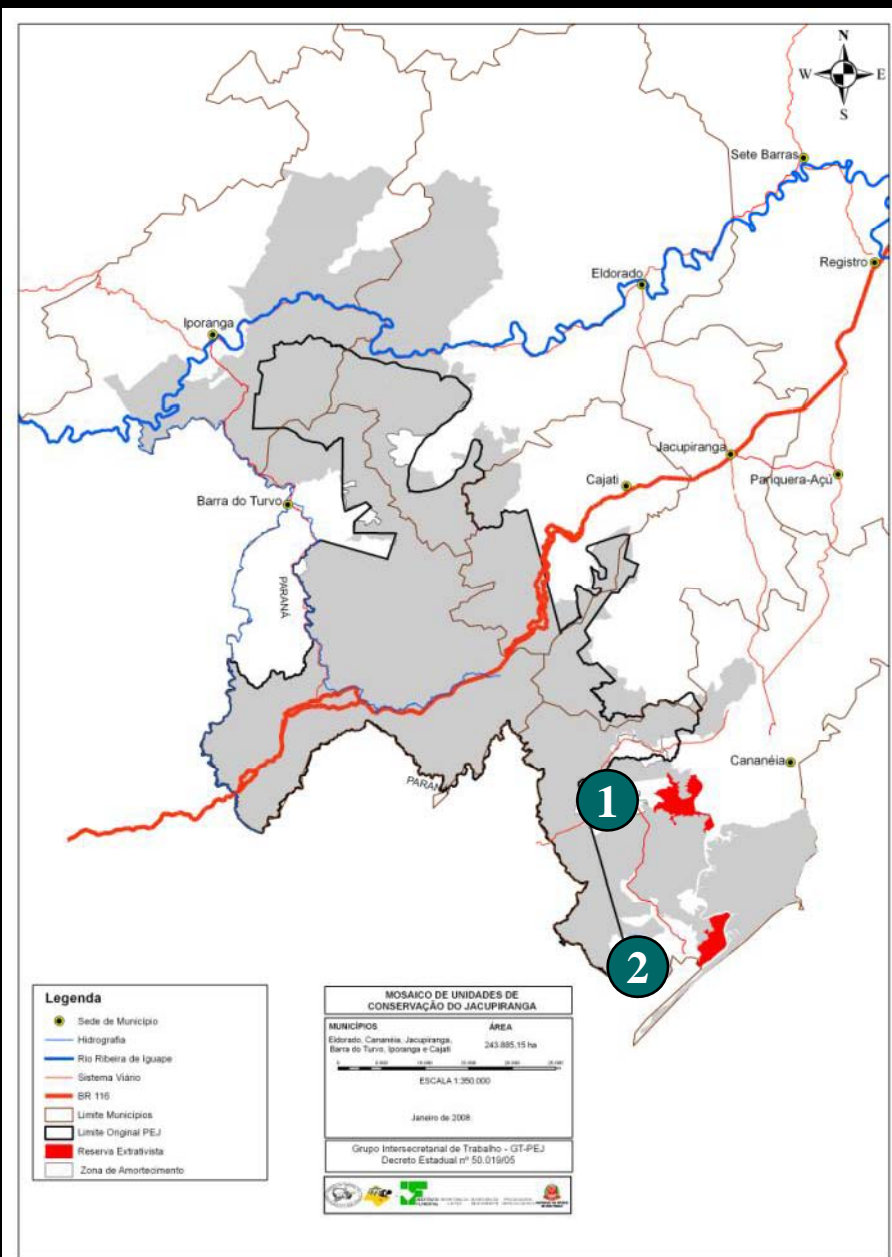 N
W E
S
Sete Barras
Registro
Eldorado
Iporanga
Jacupiranga
Cajati
Pariquera-Açú
Barra do Turvo
PARANÁ
Cananéia
PARAN
1
2
Legenda
Sede de Município
Hidrografia
Rio Ribeira de Iguape
Sistema Viário
BR 116
Limite Municípios
Limite Original PEJ
Reserva Extrativista
Zona de Amortecimento
MOSAICO DE UNIDADES DE
CONSERVAÇÃO DO JACUPIRANGA
MUNICÍPIOS ÁREA
Eldorado, Cananéia, Jacupiranga,
Barra do Turvo, Iporanga e Cajati
243.885,15 ha
ESCALA 1:350.000
Janeiro de 2008
Grupo Intersecretarial de Trabalho - GT-PEJ
Decreto Estadual nº 50.019/05